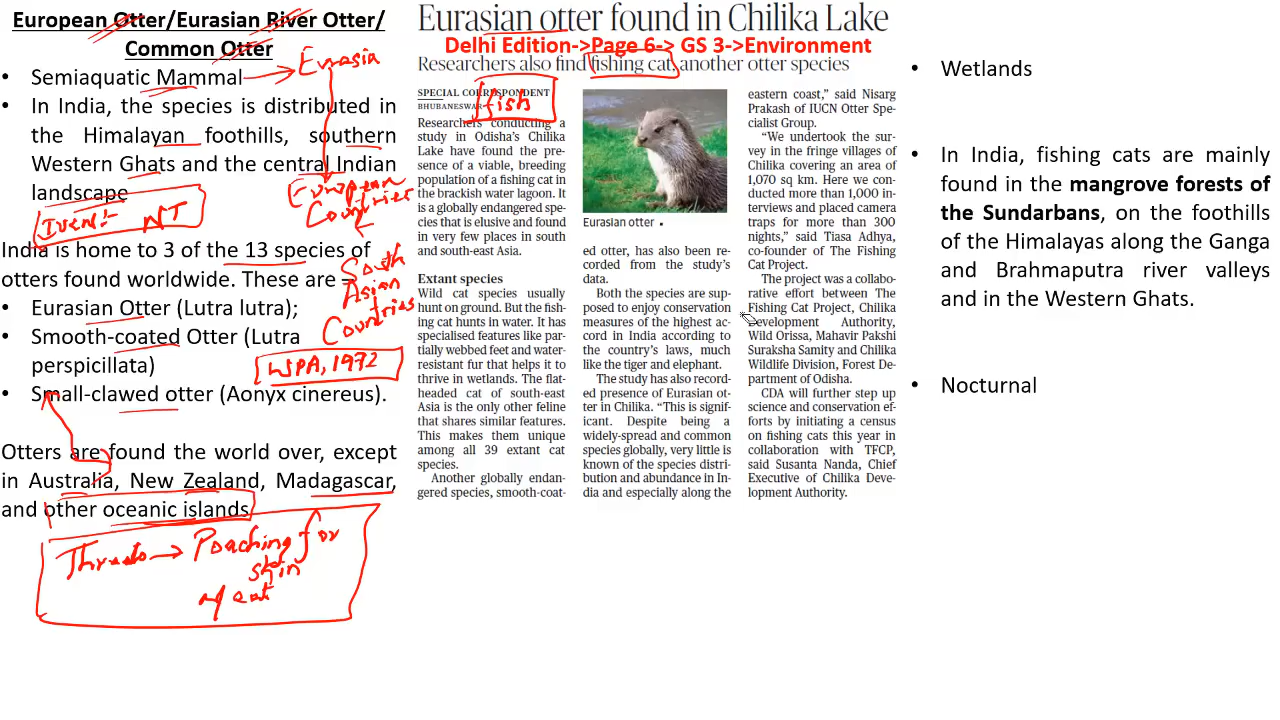 European Otter/Eurasian River Otter/
Common Otter
• Semiaquatic Mammal
• In India, the species is distributed in
the Himalayan foothills, southern
Western Ghats and the central Indian
landscape
Eurasia
European
Countries
South
Asian
Countries
IUCN:- NT
India is home to 3 of the 13 species of
otters found worldwide. These are –
• Eurasian Otter (Lutra lutra);
• Smooth-coated Otter (Lutra
perspicillata)
• Small-clawed otter (Aonyx cinereus).
WPA, 1972
Otters are found the world over, except
in Australia, New Zealand, Madagascar,
and other oceanic islands
Threats → Poaching for
skin
meat
Eurasian otter found in Chilika Lake
Delhi Edition->Page 6-> GS 3->Environment
Researchers also find fishing cat, another otter species
fish
SPECIAL CORRESPONDENT
BHUBANESWAR
Researchers conducting a
study in Odisha's Chilika
Lake have found the pre-
sence of a viable, breeding
population of a fishing cat in
the brackish water lagoon. It
is a globally endangered spe-
cies that is elusive and found
in very few places in south
and south-east Asia.
Extant species
Wild cat species usually
hunt on ground. But the fish-
ing cat hunts in water. It has
specialised features like par-
tially webbed feet and water-
resistant fur that helps it to
thrive in wetlands. The flat-
headed cat of south-east
Asia is the only other feline
that shares similar features.
This makes them unique
among all 39 extant cat
species.
Another globally endan-
gered species, smooth-coat-
Eurasian otter •
ed otter, has also been re-
corded from the study's
data.
Both the species are sup-
posed to enjoy conservation
measures of the highest ac-
cord in India according to
the country's laws, much
like the tiger and elephant.
The study has also record-
ed presence of Eurasian ot-
ter in Chilika. "This is signif-
icant. Despite being a
widely-spread and common
species globally, very little is
known of the species distri-
bution and abundance in In-
dia and especially along the
eastern coast," said Nisarg
Prakash of IUCN Otter Spe-
cialist Group.
"We undertook the sur-
vey in the fringe villages of
Chilika covering an area of
1,070 sq km. Here we con-
ducted more than 1,000 in-
terviews and placed camera
traps for more than 300
nights," said Tiasa Adhya,
co-founder of The Fishing
Cat Project.
The project was a collabo-
rative effort between The
Fishing Cat Project, Chilika
Development Authority,
Wild Orissa, Mahavir Pakshi
Suraksha Samity and Chilika
Wildlife Division, Forest De-
partment of Odisha.
CDA will further step up
science and conservation ef-
forts by initiating a census
on fishing cats this year in
collaboration with TFCP,
said Susanta Nanda, Chief
Executive of Chilika Deve-
lopment Authority.
• Wetlands
• In India, fishing cats are mainly
found in the mangrove forests of
the Sundarbans, on the foothills
of the Himalayas along the Ganga
and Brahmaputra river valleys
and in the Western Ghats.
• Nocturnal